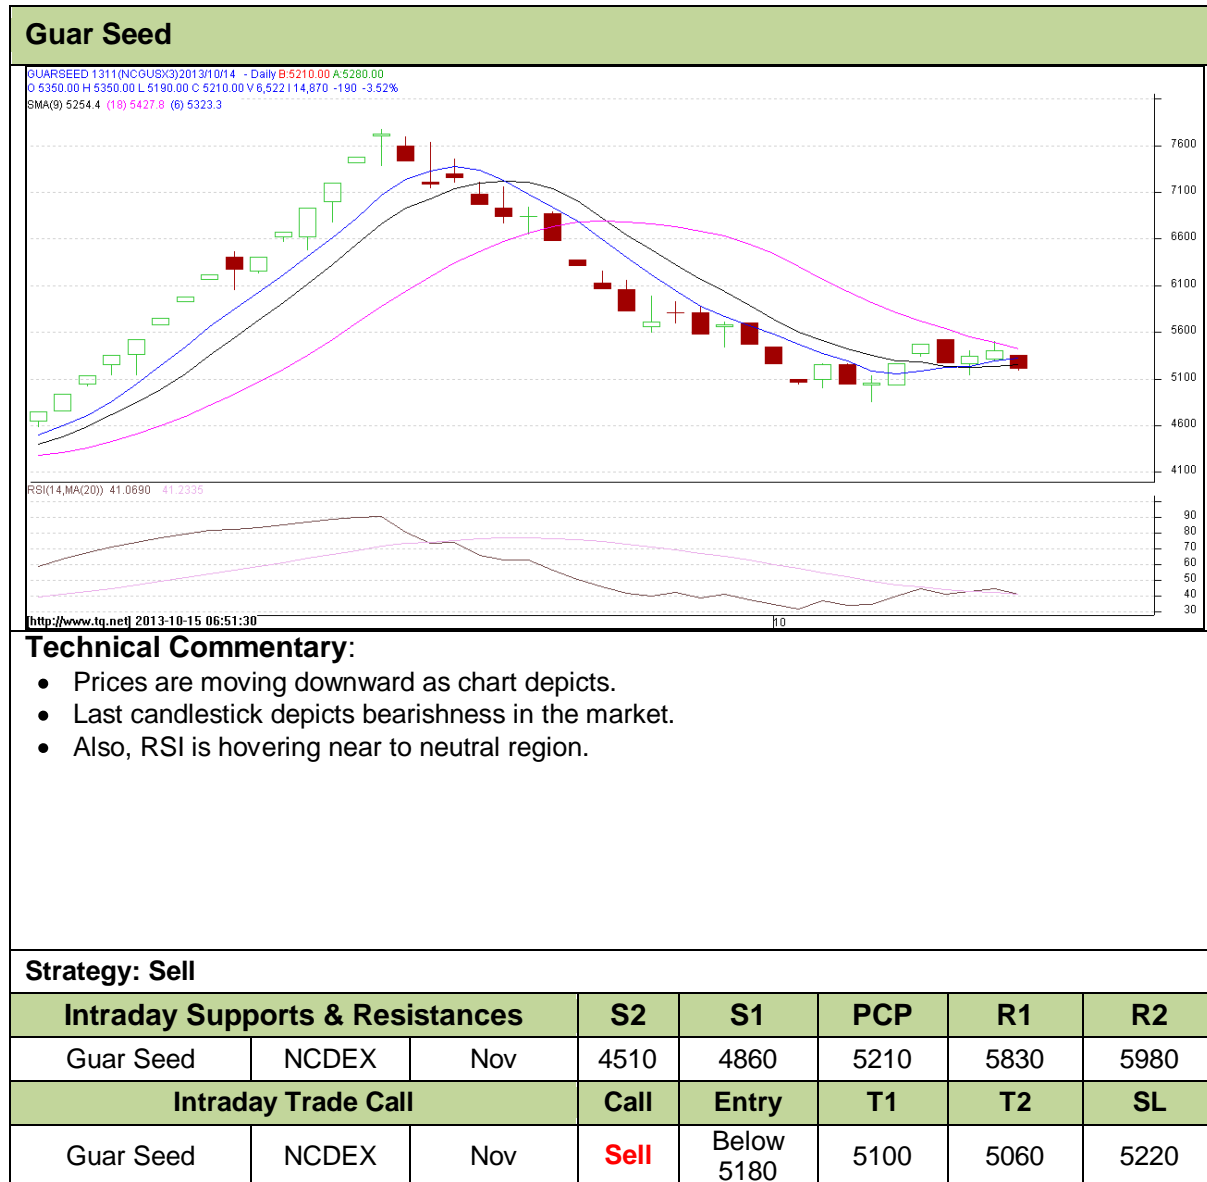 Guar Seed
GUARSEED 1311(NCGUSX3)2013/10/14 - Daily B:5210.00 A:5280.00
O 5350.00 H 5350.00 L 5190.00 C 5210.00 V 6,522 I 14,870 -190 -3.52%
SMA(9) 5254.4 (18) 5427.8 (6) 5323.3
7600
7100
6600
6100
5600
5100
4600
4100
RSI(14,MA(20)) 41.0690 41.2335
90
80
70
60
50
40
30
[http://www.tq.net] 2013-10-15 06:51:30
10
Technical Commentary:
• Prices are moving downward as chart depicts.
• Last candlestick depicts bearishness in the market.
• Also, RSI is hovering near to neutral region.
Strategy: Sell
Intraday Supports & Resistances S2 S1 PCP R1 R2
Guar Seed NCDEX Nov 4510 4860 5210 5830 5980
Intraday Trade Call Call Entry T1 T2 SL
Guar Seed NCDEX Nov Sell Below 5180 5100 5060 5220